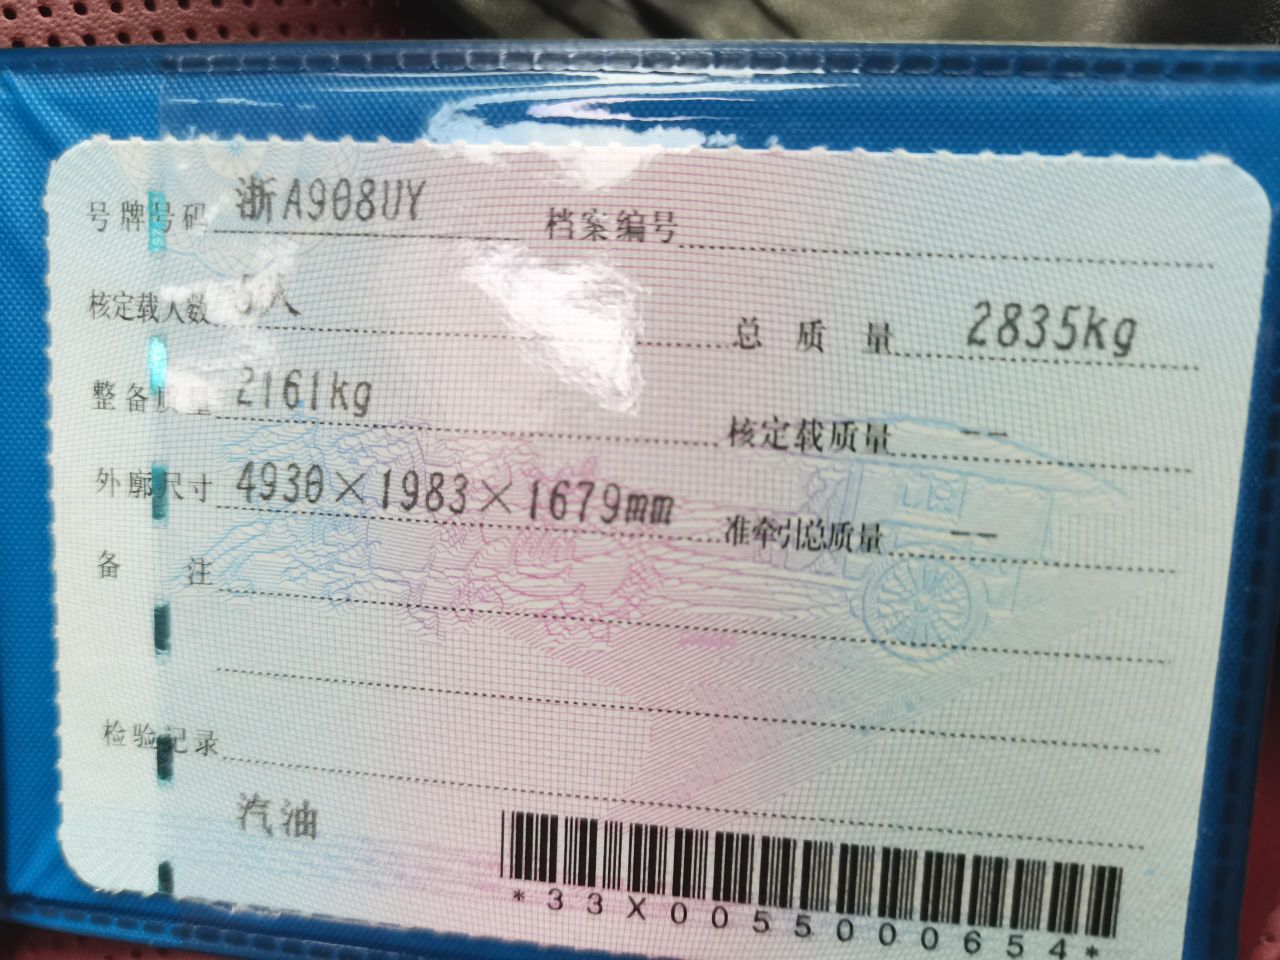 号牌号码 浙A908UY 档案编号
核定载人数 5人 总质量 2835kg
整备质量 2161kg 核定载质量 --
外廓尺寸 4930×1983×1679mm 准牵引总质量 --
备注
检验记录
汽油
*33X0055000654*